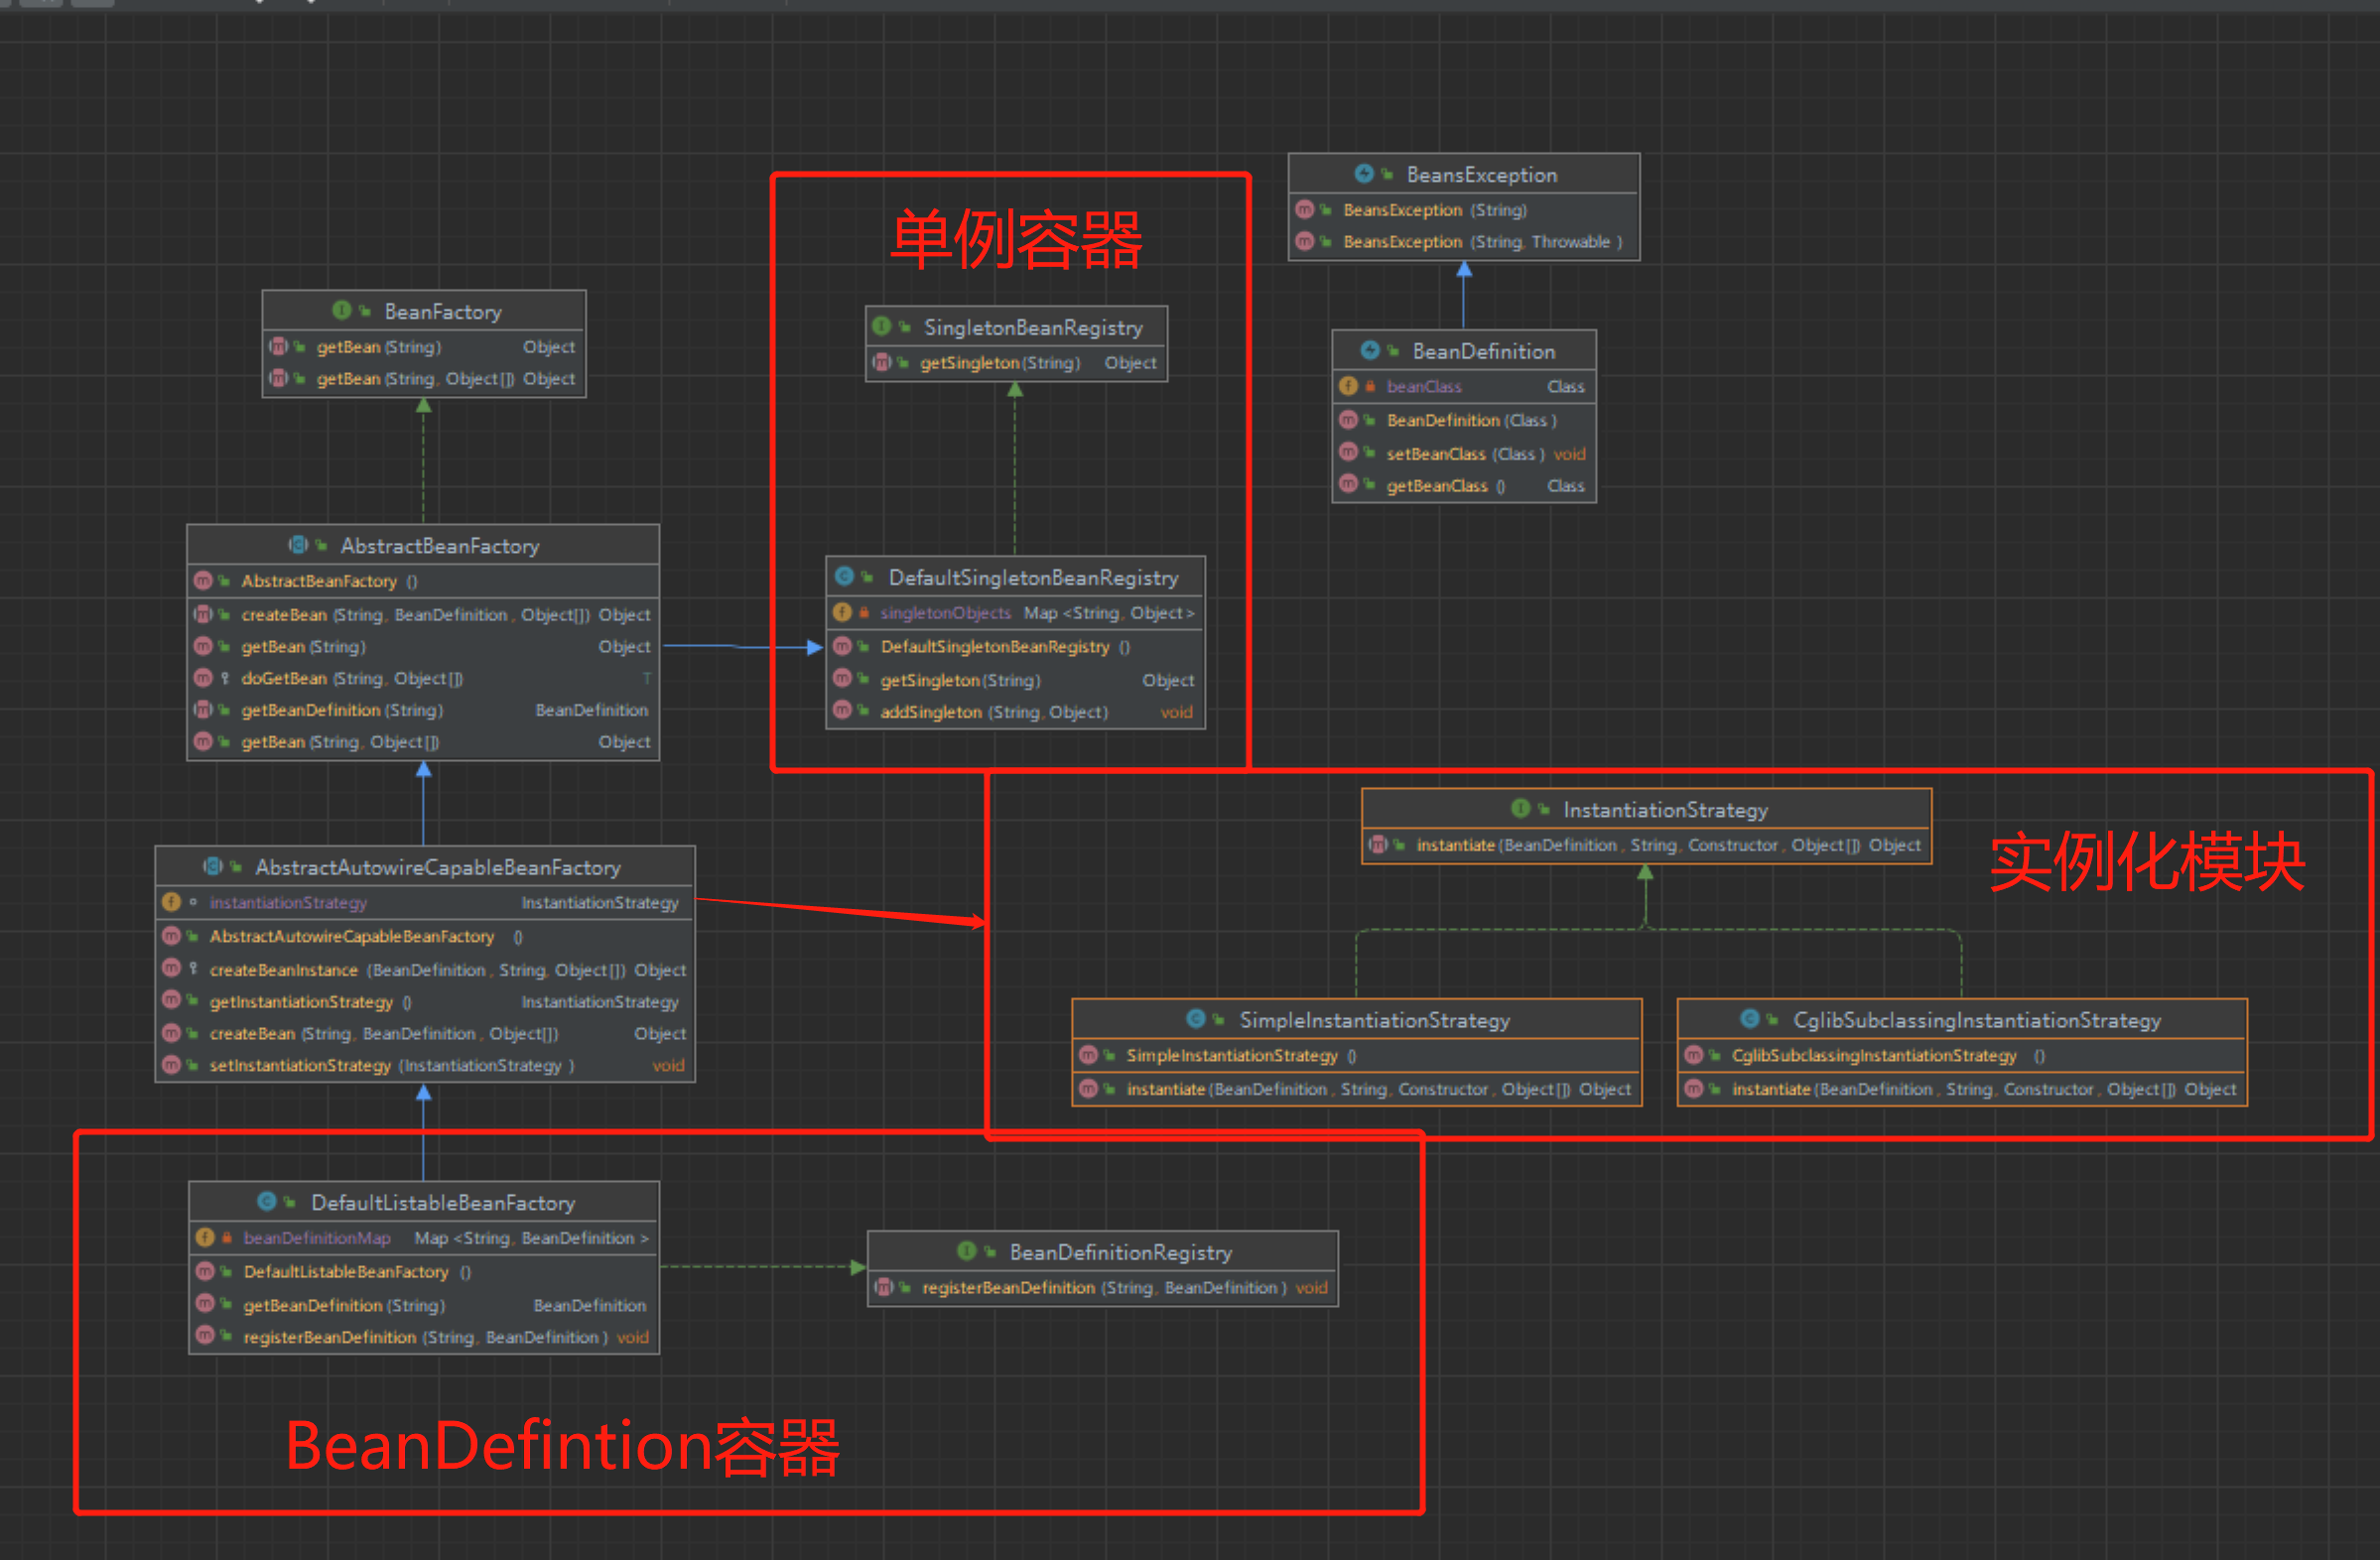 单例容器
BeansException
BeansException (String)
BeansException (String, Throwable )
BeanFactory
getBean (String) Object
getBean (String, Object[]) Object
SingletonBeanRegistry
getSingleton(String) Object
BeanDefinition
beanClass Class
BeanDefinition (Class )
setBeanClass (Class ) void
getBeanClass () Class
AbstractBeanFactory
AbstractBeanFactory ()
createBean (String, BeanDefinition , Object[]) Object
getBean (String) Object
doGetBean (String, Object[]) T
getBeanDefinition (String) BeanDefinition
getBean (String, Object[]) Object
DefaultSingletonBeanRegistry
singletonObjects Map <String, Object >
DefaultSingletonBeanRegistry ()
getSingleton(String) Object
addSingleton (String, Object) void
InstantiationStrategy
instantiate (BeanDefinition , String, Constructor , Object[]) Object
实例化模块
AbstractAutowireCapableBeanFactory
instantiationStrategy InstantiationStrategy
AbstractAutowireCapableBeanFactory ()
createBeanInstance (BeanDefinition , String, Object[]) Object
getInstantiationStrategy () InstantiationStrategy
createBean (String, BeanDefinition , Object[]) Object
setInstantiationStrategy (InstantiationStrategy ) void
SimpleInstantiationStrategy
SimpleInstantiationStrategy ()
instantiate (BeanDefinition , String, Constructor , Object[]) Object
CglibSubclassingInstantiationStrategy
CglibSubclassingInstantiationStrategy ()
instantiate (BeanDefinition , String, Constructor , Object[]) Object
DefaultListableBeanFactory
beanDefinitionMap Map <String, BeanDefinition >
DefaultListableBeanFactory ()
getBeanDefinition (String) BeanDefinition
registerBeanDefinition (String, BeanDefinition ) void
BeanDefinitionRegistry
registerBeanDefinition (String, BeanDefinition ) void
BeanDefintion容器